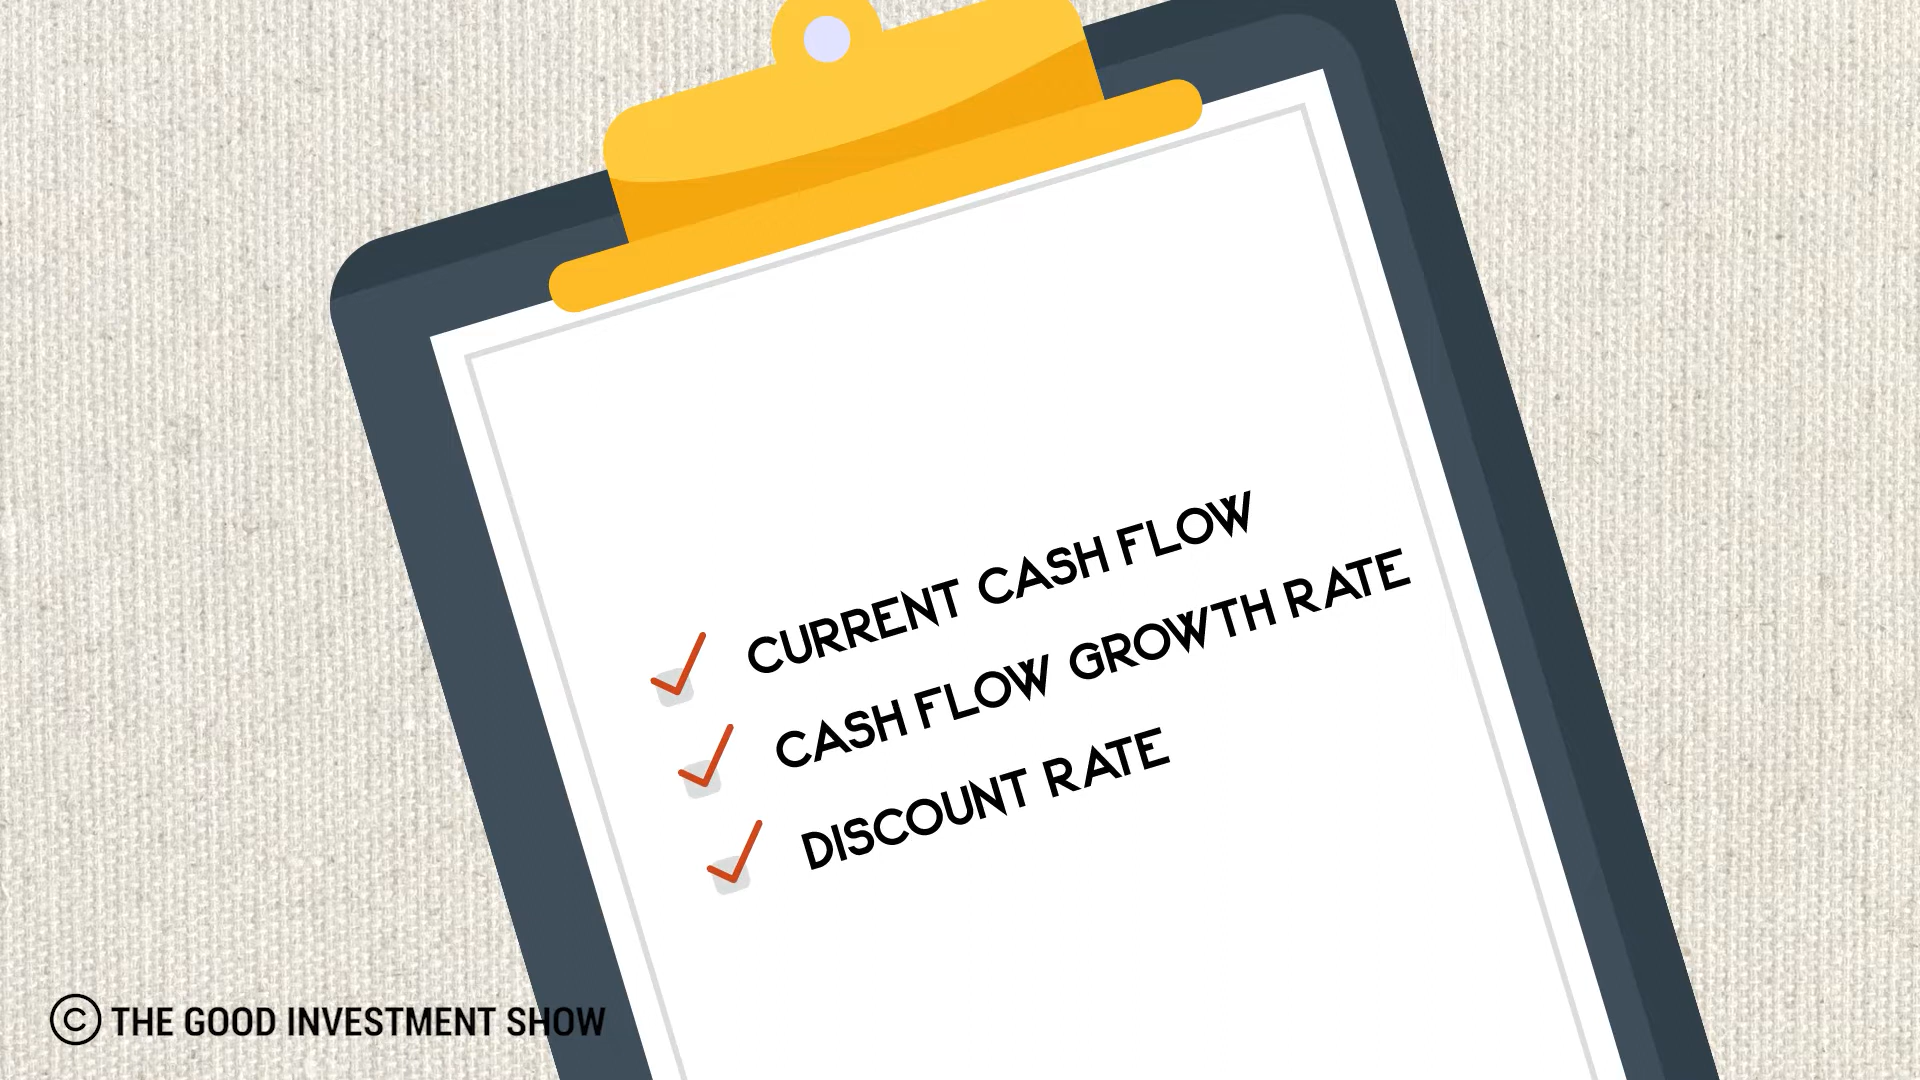 CURRENT CASH FLOW
CASH FLOW GROWTH RATE
DISCOUNT RATE
© THE GOOD INVESTMENT SHOW